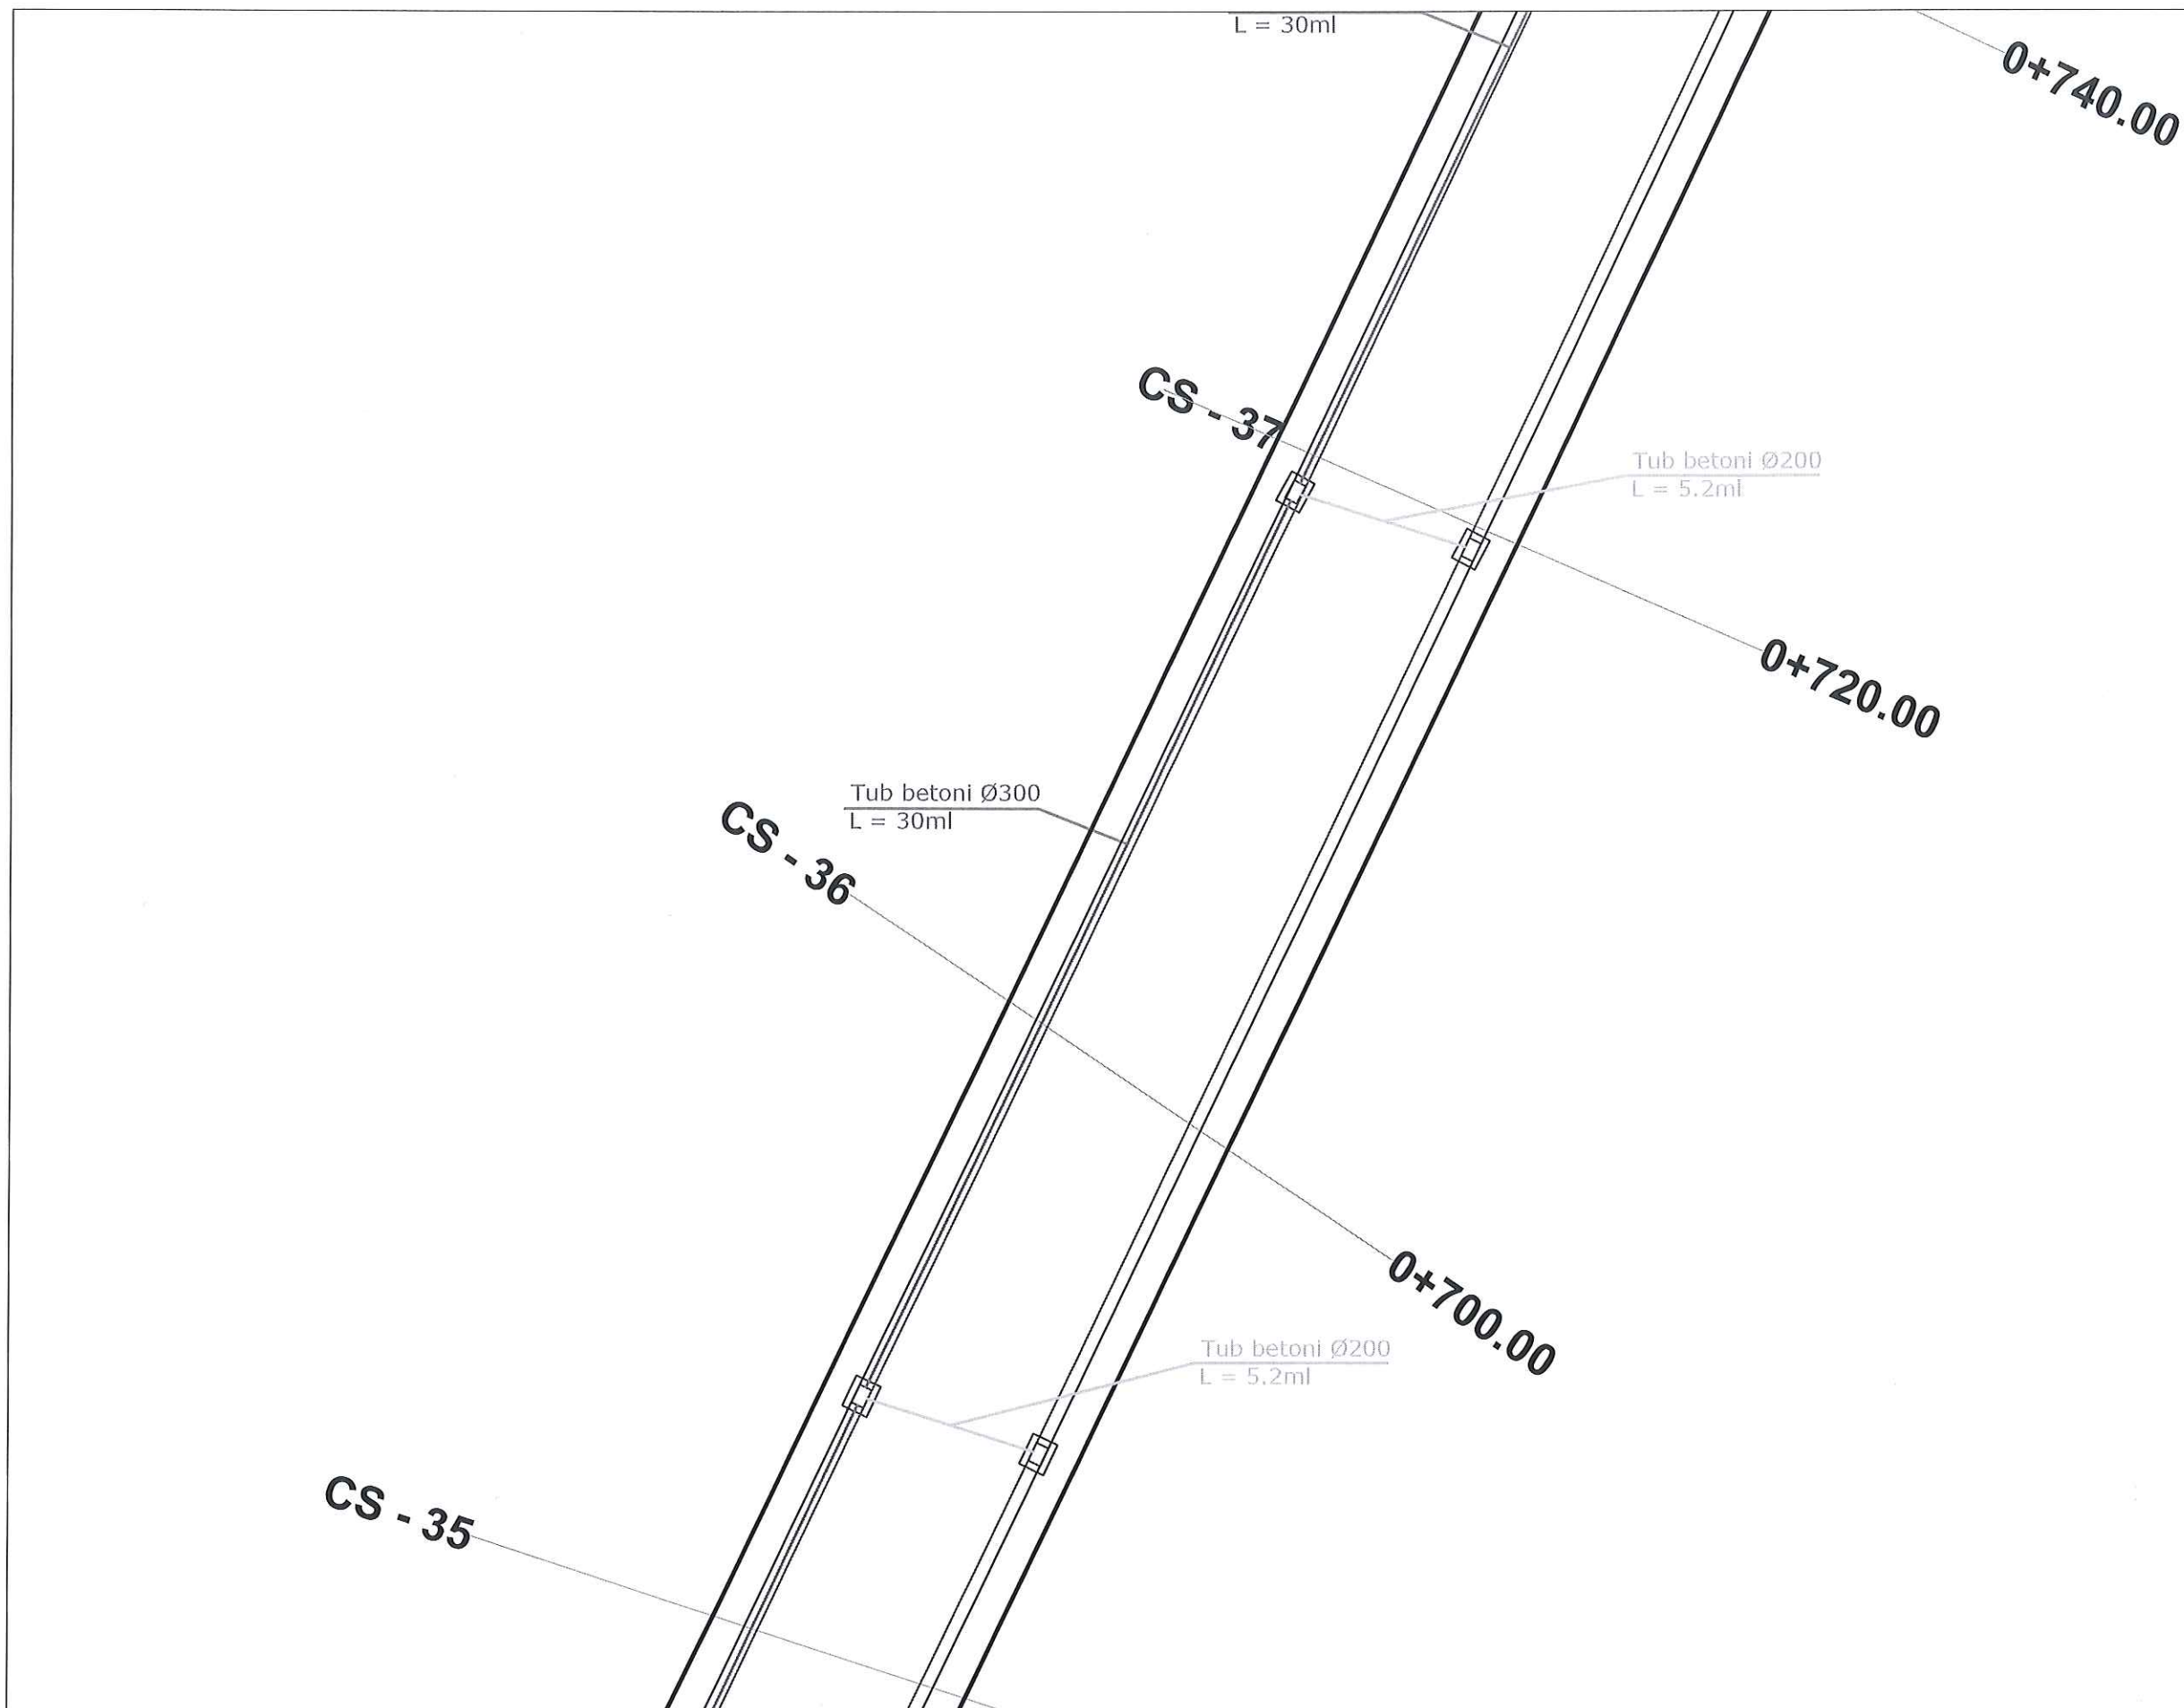 L = 30ml
0+740.00
CS - 37
Tub betoni Ø200
L = 5.2ml
0+720.00
Tub betoni Ø300
L = 30ml
CS - 36
0+700.00
Tub betoni Ø200
L = 5.2ml
CS - 35